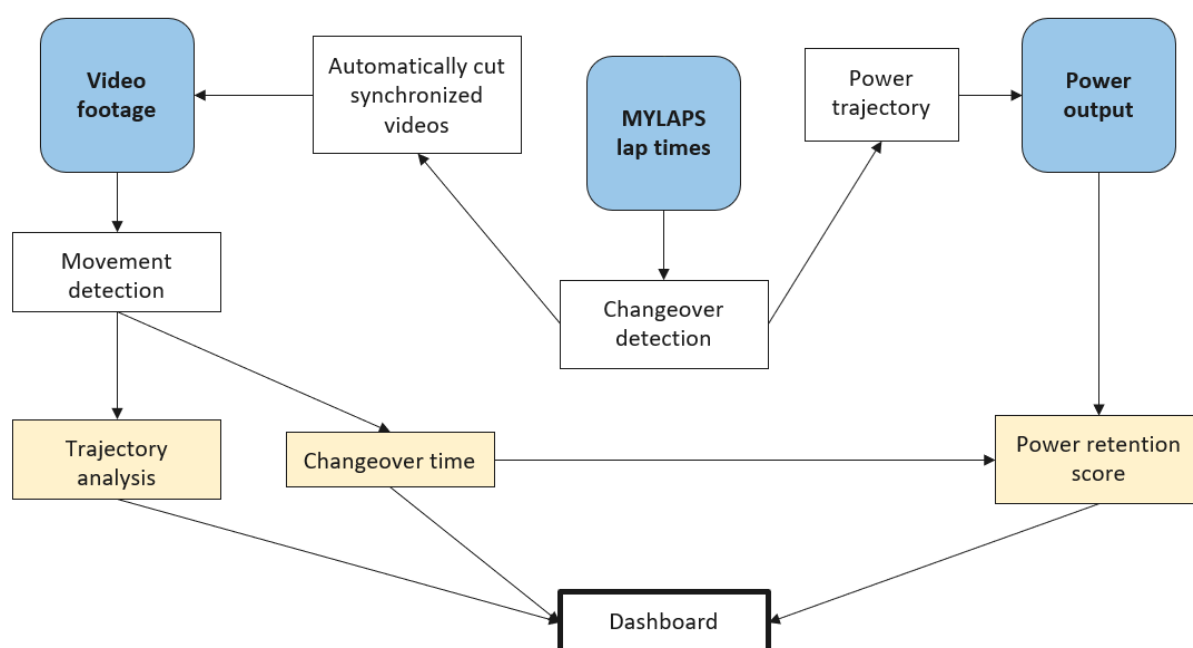 Video
footage
Automatically cut
synchronized
videos
MYLAPS
lap times
Power
trajectory
Power
output
Movement
detection
Changeover
detection
Trajectory
analysis
Changeover time
Power retention
score
Dashboard